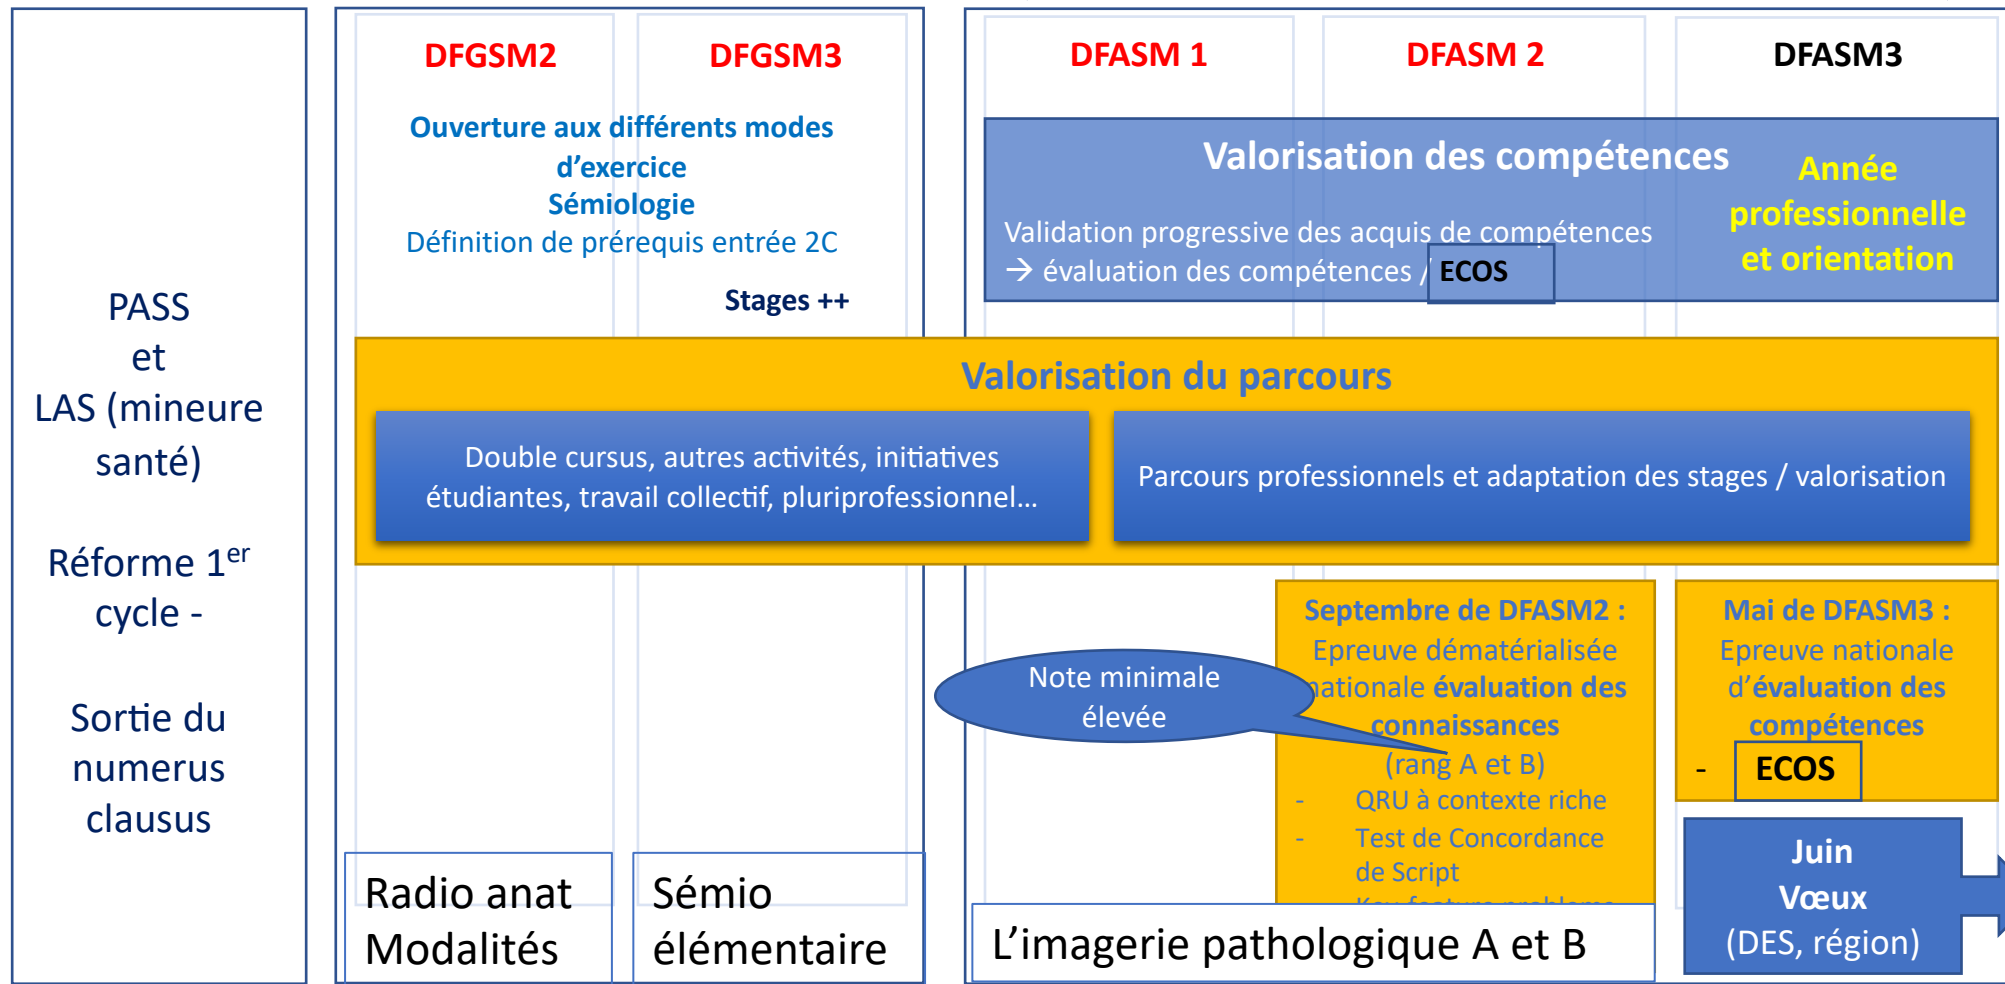 PASS
et
LAS (mineure
santé)
Réforme 1er
cycle -
Sortie du
numerus
clausus
DFGSM2
DFGSM3
Ouverture aux différents modes
d’exercice
Sémiologie
Définition de prérequis entrée 2C
Stages ++
DFASM 1
DFASM 2
DFASM3
Valorisation des compétences
Validation progressive des acquis de compétences
→ évaluation des compétences / ECOS
Année
professionnelle
et orientation
Valorisation du parcours
Double cursus, autres activités, initiatives
étudiantes, travail collectif, pluriprofessionnel…
Parcours professionnels et adaptation des stages / valorisation
Note minimale
élevée
Septembre de DFASM2 :
Epreuve dématérialisée
nationale évaluation des
connaissances
(rang A et B)
- QRU à contexte riche
- Test de Concordance
de Script
Key feature problems
Mai de DFASM3 :
Epreuve nationale
d’évaluation des
compétences
- ECOS
Juin
Vœux
(DES, région)
Radio anat
Modalités
Sémio
élémentaire
L’imagerie pathologique A et B